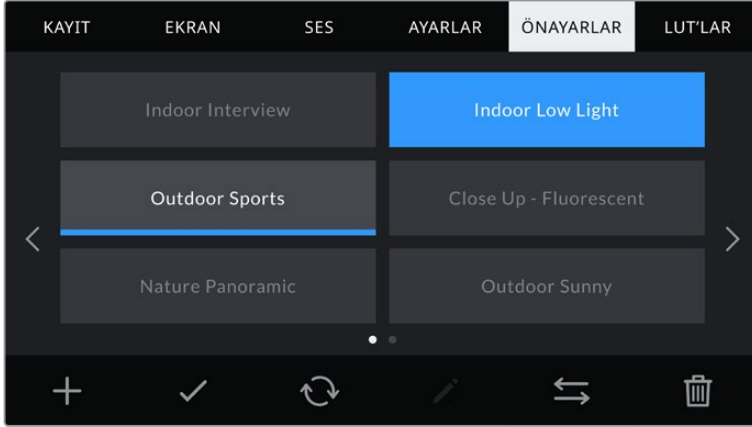 KAYIT EKRAN SES AYARLAR ÖNAYARLAR LUT'LAR
Indoor Interview Indoor Low Light
Outdoor Sports Close Up - Fluorescent
Nature Panoramic Outdoor Sunny